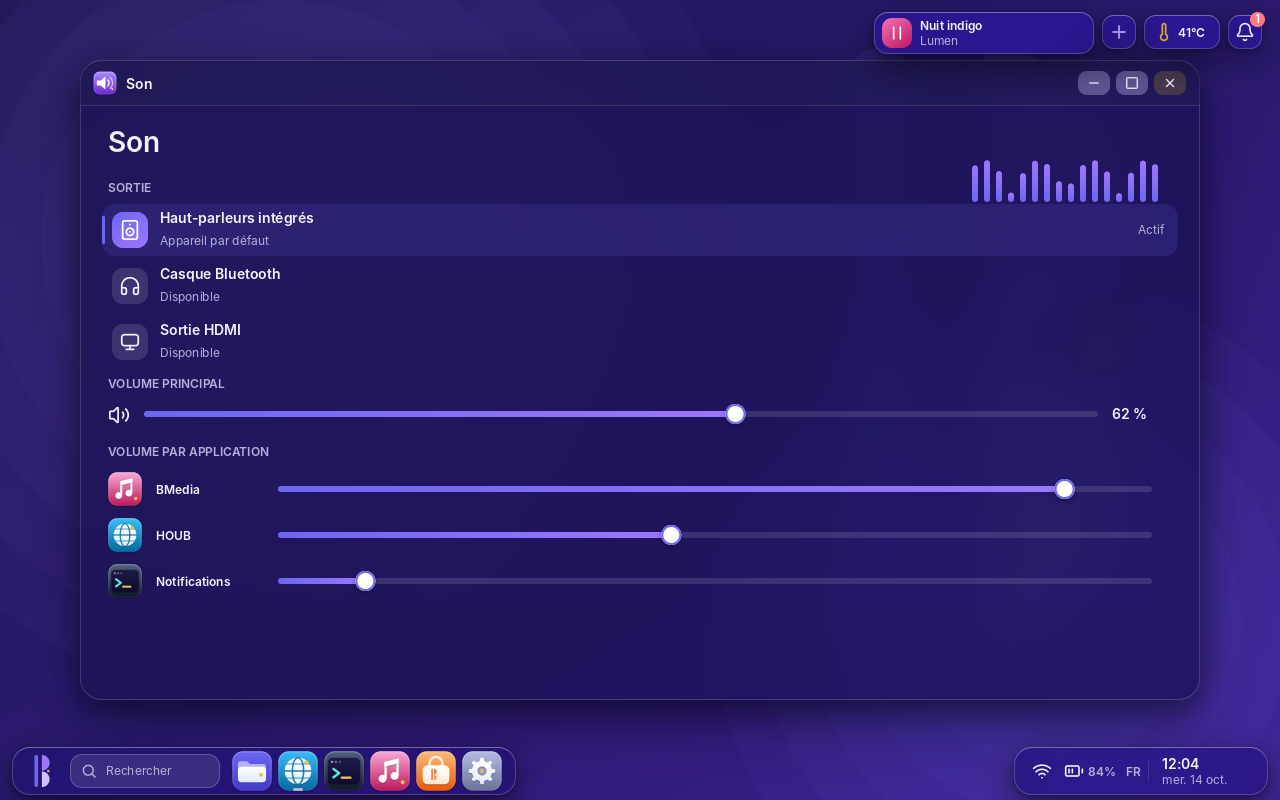 Nuit indigo
Lumen
41°C
1
Son
Son
SORTIE
Haut-parleurs intégrés
Appareil par défaut
Actif
Casque Bluetooth
Disponible
Sortie HDMI
Disponible
VOLUME PRINCIPAL
62 %
VOLUME PAR APPLICATION
BMedia
HOUB
Notifications
Rechercher
84%
FR
12:04
mer. 14 oct.